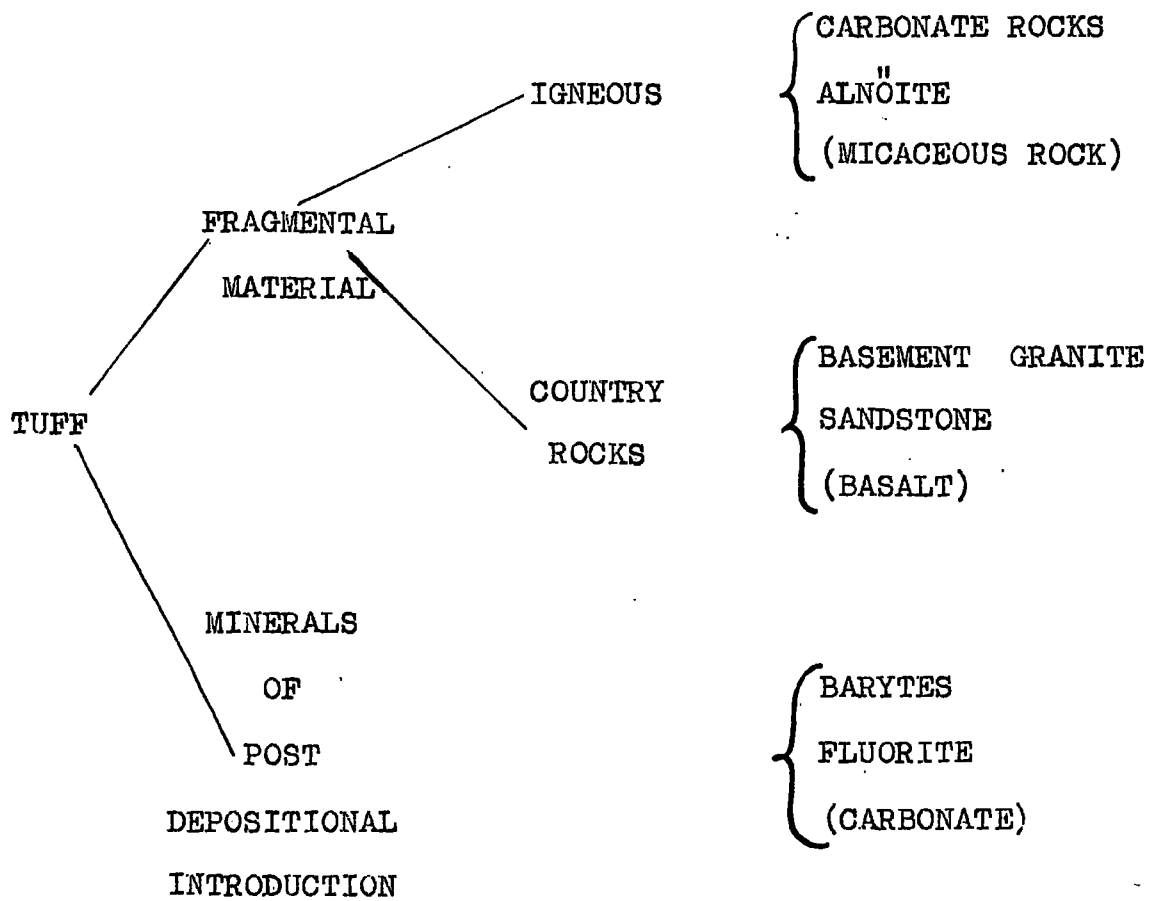 CARBONATE ROCKS
IGNEOUS
ALNÖITE
(MICACEOUS ROCK)
FRAGMENTAL
MATERIAL
BASEMENT GRANITE
COUNTRY
SANDSTONE
TUFF
ROCKS
(BASALT)
MINERALS
OF
BARYTES
POST
FLUORITE
DEPOSITIONAL
(CARBONATE)
INTRODUCTION